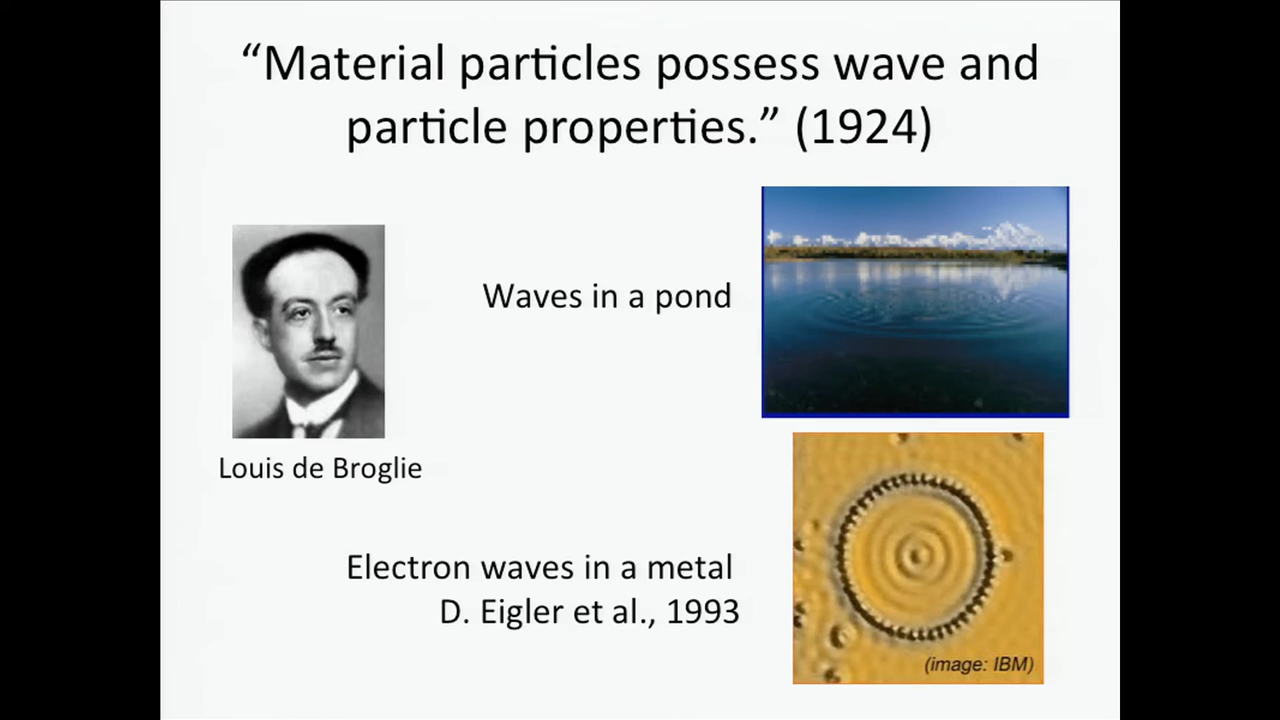 “Material particles possess wave and
particle properties.” (1924)
Waves in a pond
Louis de Broglie
Electron waves in a metal
D. Eigler et al., 1993
(image: IBM)